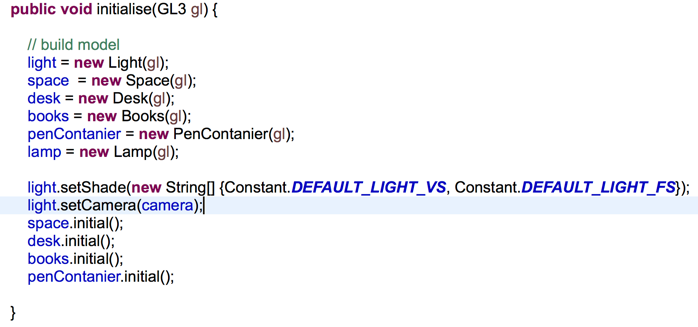 public void initialise(GL3 gl) {
// build model
light = new Light(gl);
space  = new Space(gl);
desk = new Desk(gl);
books = new Books(gl);
penContanier = new PenContanier(gl);
lamp = new Lamp(gl);
light.setShade(new String[] {Constant.DEFAULT_LIGHT_VS, Constant.DEFAULT_LIGHT_FS});
light.setCamera(camera);
space.initial();
desk.initial();
books.initial();
penContanier.initial();
}